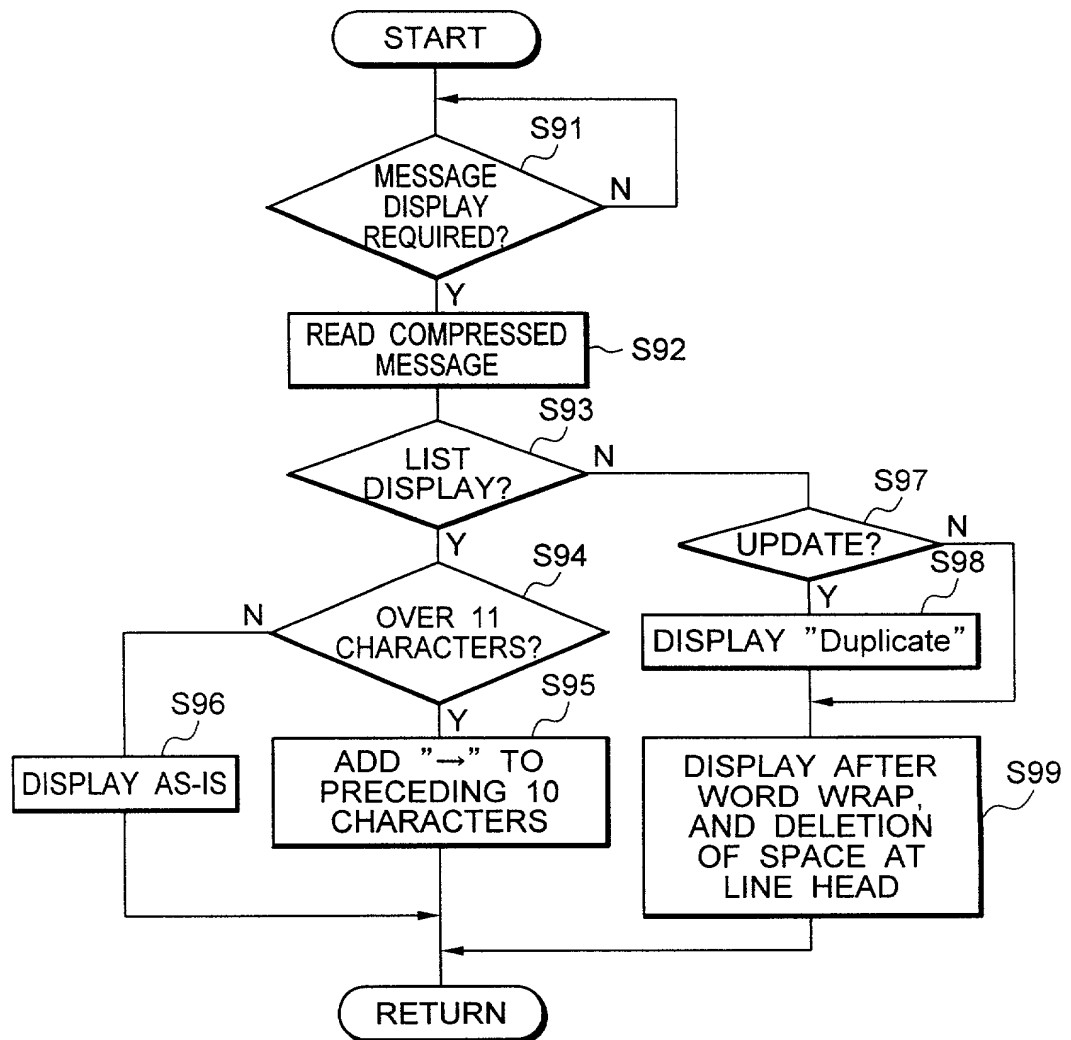 START
S91
MESSAGE
DISPLAY
REQUIRED?
N
Y
READ COMPRESSED
MESSAGE
S92
S93
LIST
DISPLAY?
N
Y
S97
UPDATE?
N
Y
S98
DISPLAY "Duplicate"
S94
OVER 11
CHARACTERS?
N
Y
S96
DISPLAY AS-IS
S95
ADD "→" TO
PRECEDING 10
CHARACTERS
DISPLAY AFTER
WORD WRAP,
AND DELETION
OF SPACE AT
LINE HEAD
S99
RETURN